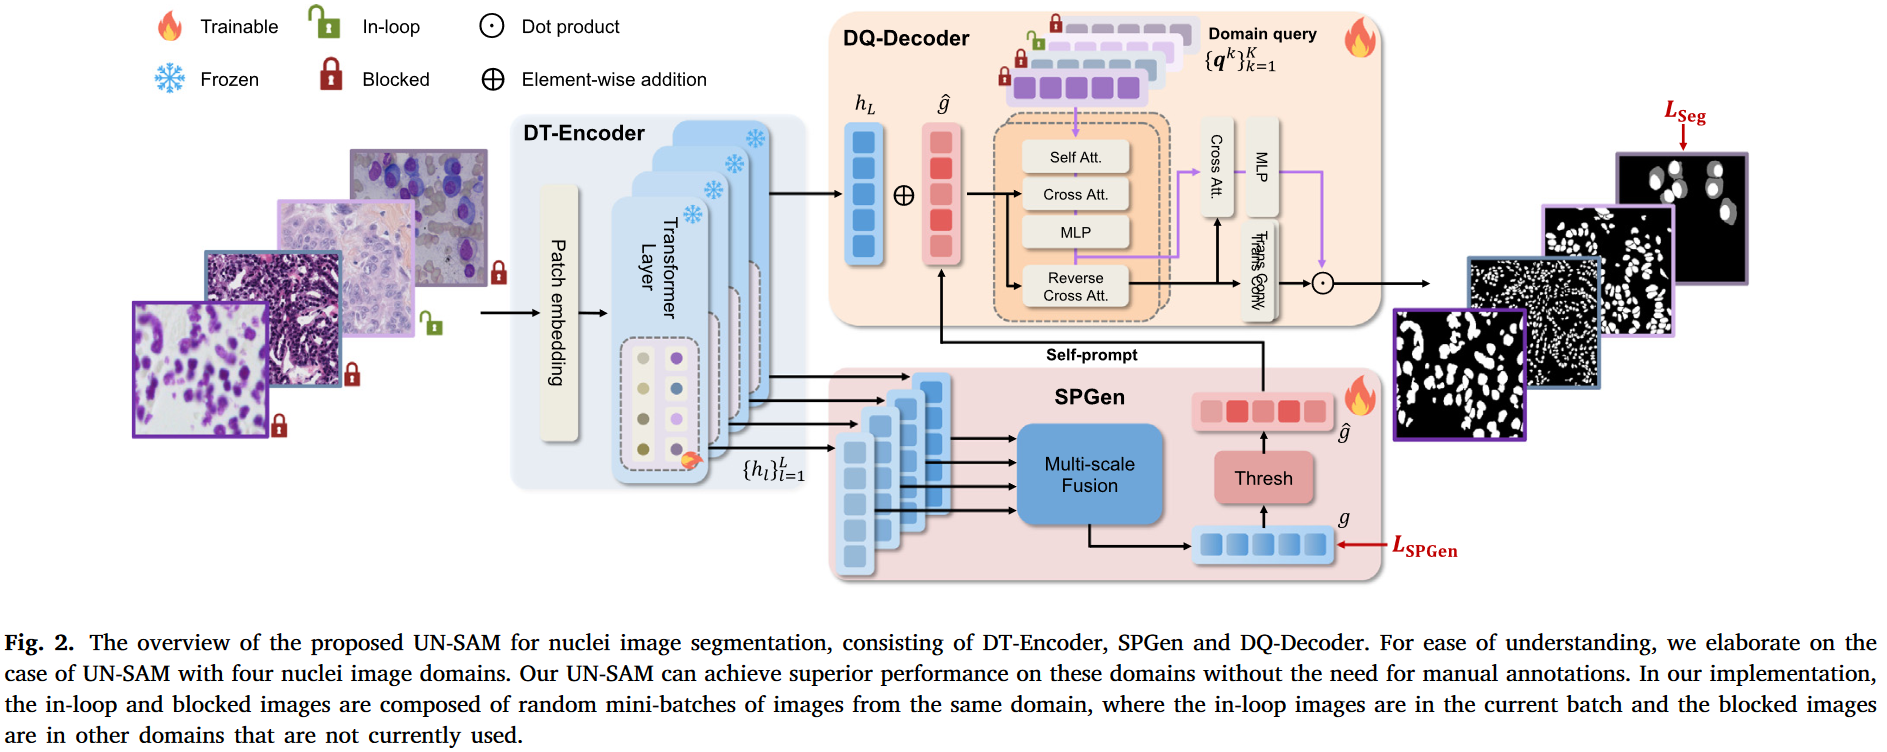 Trainable
In-loop
Dot product
Frozen
Blocked
Element-wise addition
DT-Encoder
Patch embedding
Transformer
Layer
{h_l}_{l=1}^{L}
DQ-Decoder
Domain query
{q^k}_{k=1}^{K}
h_L
ĝ
Self Att.
Cross Att.
MLP
Reverse
Cross Att.
Cross Att.
MLP
Trans Conv
Self-prompt
SPGen
Multi-scale
Fusion
ĝ
Thresh
g
L_SPGen
L_Seg
Fig. 2. The overview of the proposed UN-SAM for nuclei image segmentation, consisting of DT-Encoder, SPGen and DQ-Decoder. For ease of understanding, we elaborate on the
case of UN-SAM with four nuclei image domains. Our UN-SAM can achieve superior performance on these domains without the need for manual annotations. In our implementation,
the in-loop and blocked images are composed of random mini-batches of images from the same domain, where the in-loop images are in the current batch and the blocked images
are in other domains that are not currently used.